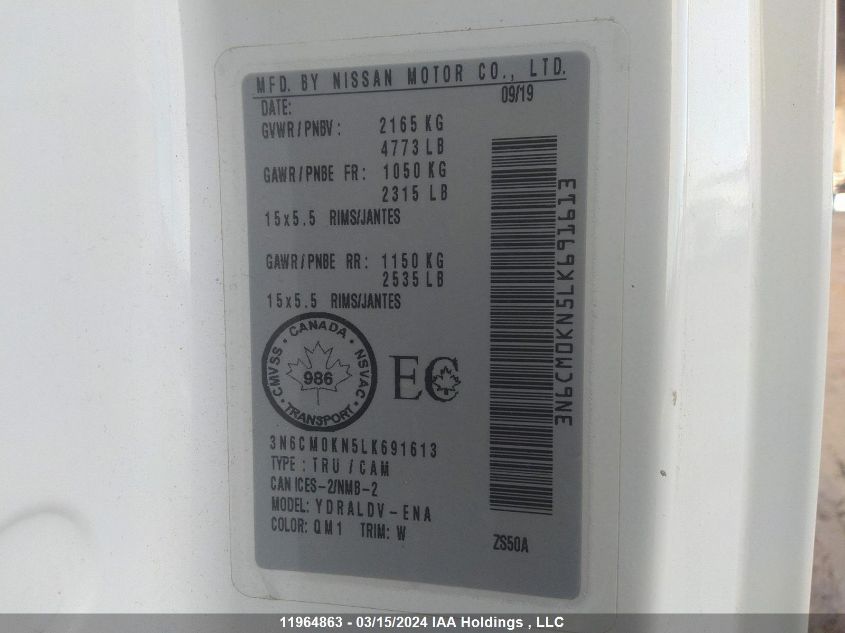 MFD. BY NISSAN MOTOR CO., LTD.
DATE: 09/19
GVWR/PNBV: 2165 KG
4773 LB
GAWR/PNBE FR: 1050 KG
2315 LB
15x5.5 RIMS/JANTES
GAWR/PNBE RR: 1150 KG
2535 LB
15x5.5 RIMS/JANTES
CANADA
CMVSS 986 NSVAC
TRANSPORT
EC
3N6CM0KN5LK691613
TYPE: TRU/CAM
CAN ICES-2/NMB-2
MODEL: YDRALDV-ENA
COLOR: QM1 TRIM: W
ZS50A
3N6CM0KN5LK691613
11964863 - 03/15/2024 IAA Holdings , LLC